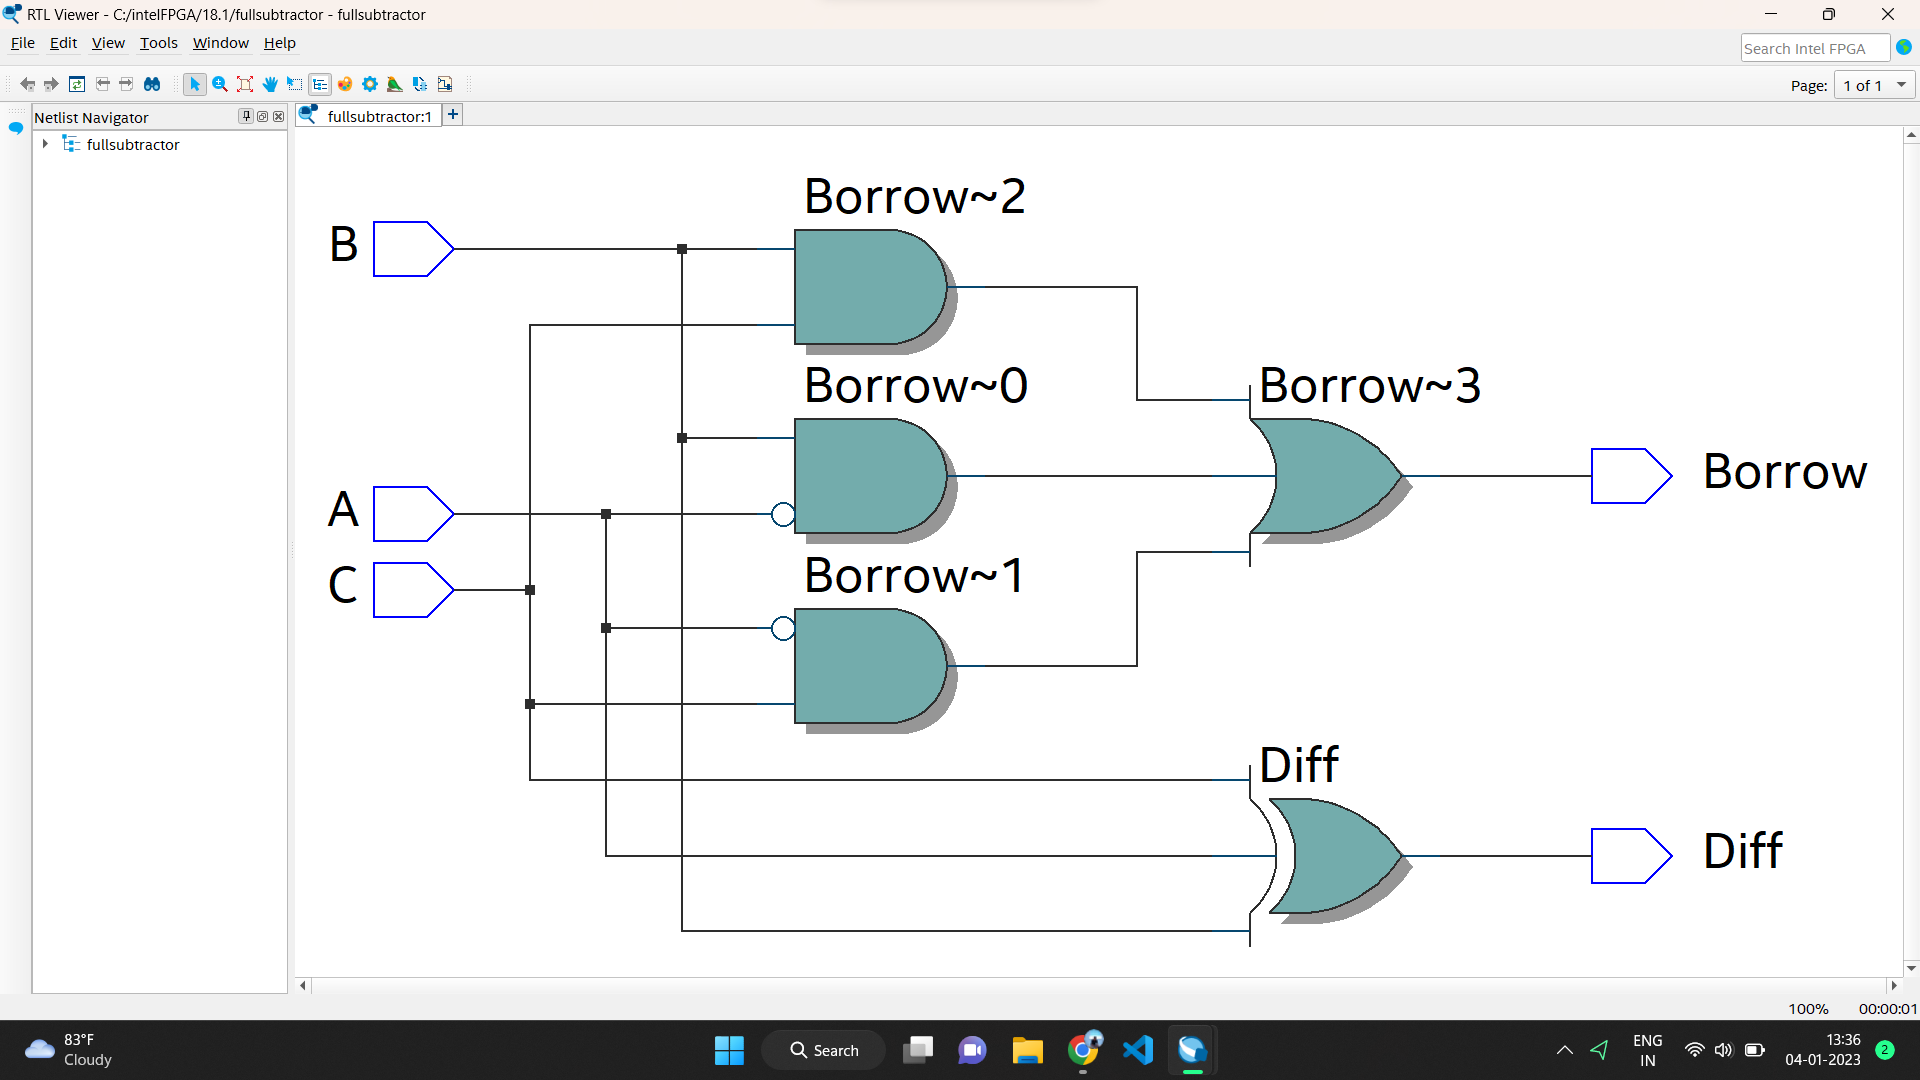 RTL Viewer - C:/intelFPGA/18.1/fullsubtractor - fullsubtractor
File Edit View Tools Window Help
Search Intel FPGA
Page: 1 of 1
Netlist Navigator
fullsubtractor:1
fullsubtractor
Borrow~2
B
Borrow~0
Borrow~3
Borrow
A
Borrow~1
C
Diff
Diff
100% 00:00:01
83°F
Cloudy
Search
ENG
IN
13:36
04-01-2023
2